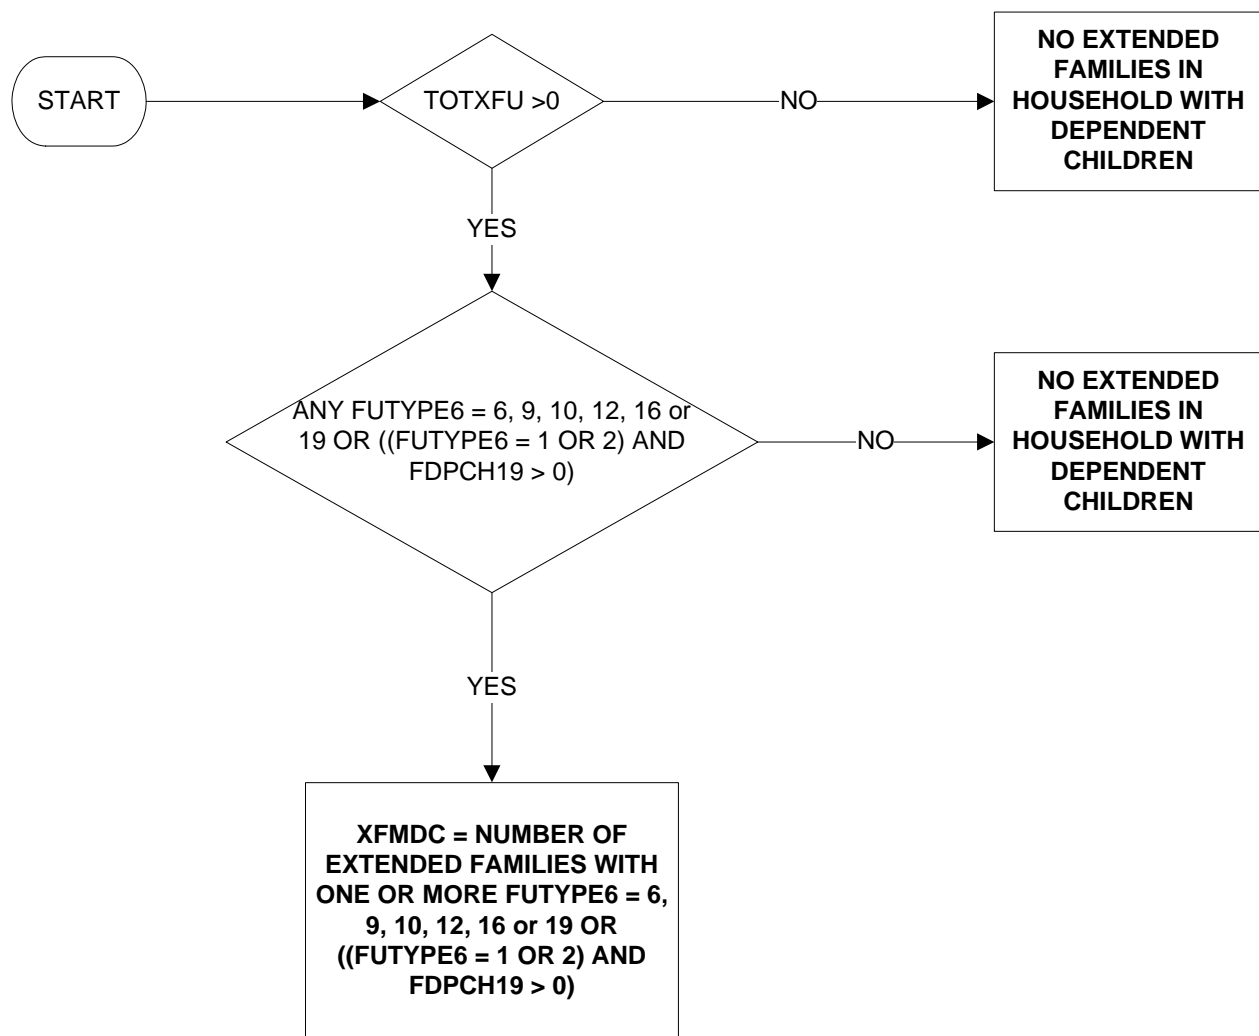 START
TOTXFU >0
NO
NO EXTENDED
FAMILIES IN
HOUSEHOLD WITH
DEPENDENT
CHILDREN
YES
ANY FUTYPE6 = 6, 9, 10, 12, 16 or
19 OR ((FUTYPE6 = 1 OR 2) AND
FDPCH19 > 0)
NO
NO EXTENDED
FAMILIES IN
HOUSEHOLD WITH
DEPENDENT
CHILDREN
YES
XFMDC = NUMBER OF
EXTENDED FAMILIES WITH
ONE OR MORE FUTYPE6 = 6,
9, 10, 12, 16 or 19 OR
((FUTYPE6 = 1 OR 2) AND
FDPCH19 > 0)